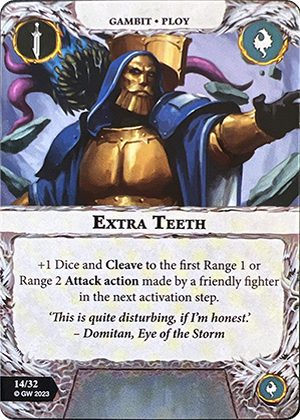 GAMBIT • PLOY
EXTRA TEETH
+1 Dice and Cleave to the first Range 1 or
Range 2 Attack action made by a friendly fighter
in the next activation step.
‘This is quite disturbing, if I’m honest.’
– Domitan, Eye of the Storm
14/32
© GW 2023